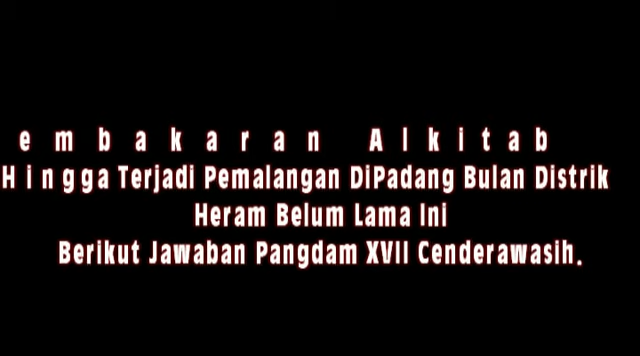 embakaran Alkitab
Hingga Terjadi Pemalangan DiPadang Bulan Distrik
Heram Belum Lama Ini
Berikut Jawaban Pangdam XVII Cenderawasih.